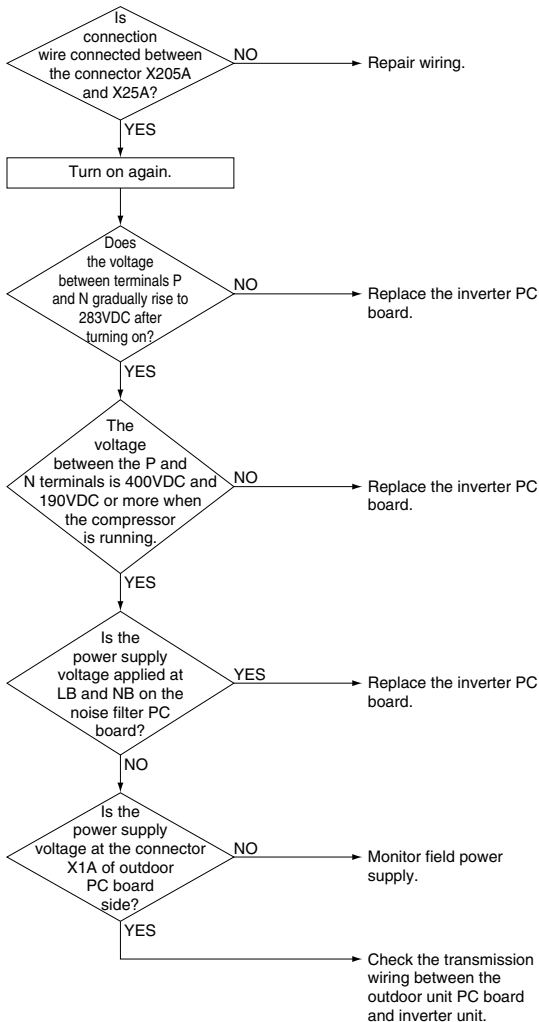 Is
connection
wire connected between
the connector X205A
and X25A?
NO
Repair wiring.
YES
Turn on again.
Does
the voltage
between terminals P
and N gradually rise to
283VDC after
turning on?
NO
Replace the inverter PC
board.
YES
The
voltage
between the P and
N terminals is 400VDC and
190VDC or more when
the compressor
is running.
NO
Replace the inverter PC
board.
YES
Is the
power supply
voltage applied at
LB and NB on the
noise filter PC
board?
YES
Replace the inverter PC
board.
NO
Is the
power supply
voltage at the connector
X1A of outdoor
PC board
side?
NO
Monitor field power
supply.
YES
Check the transmission
wiring between the
outdoor unit PC board
and inverter unit.